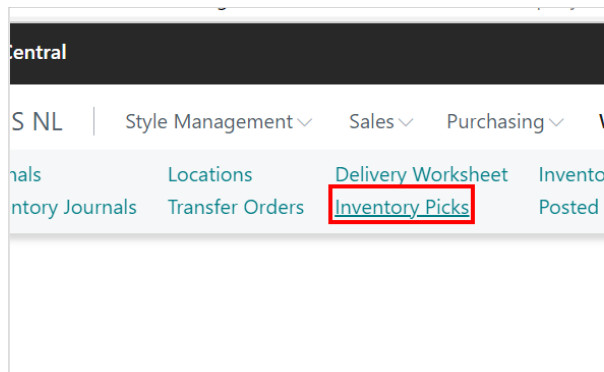 Central
S NL Style Management Sales Purchasing
nals Locations Delivery Worksheet Invento
ntory Journals Transfer Orders Inventory Picks Posted